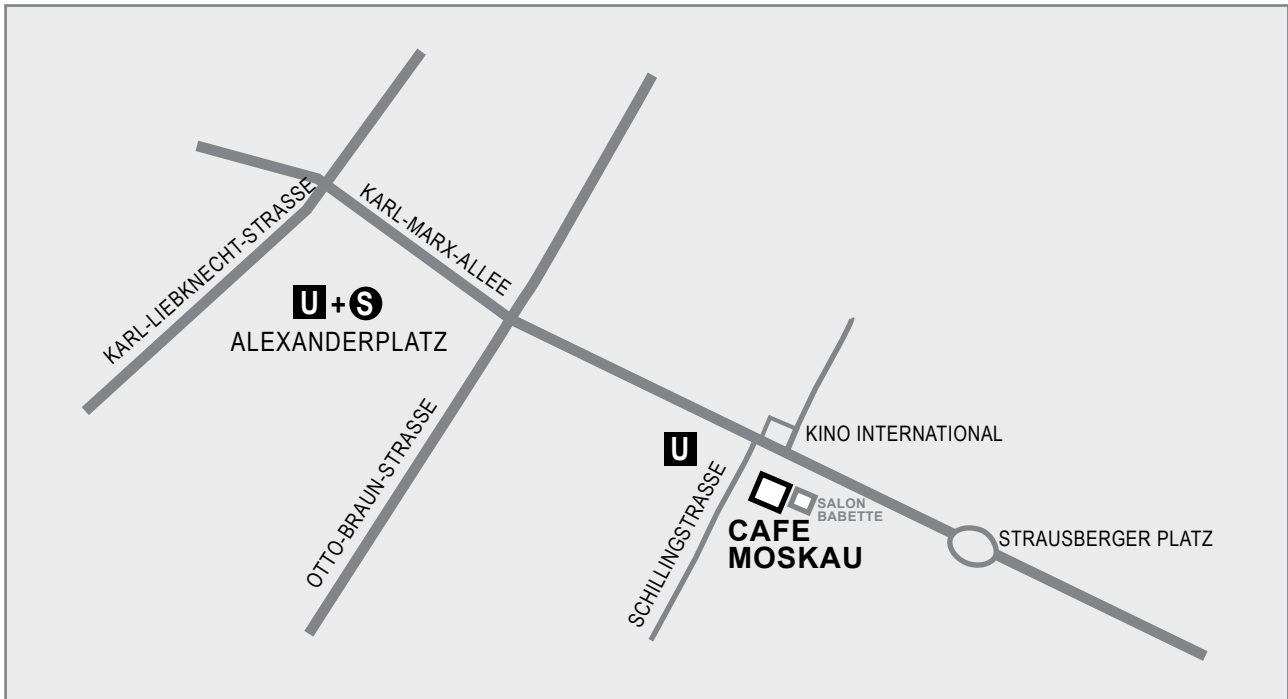 KARL-LIEBKNECHT-STRASSE
KARL-MARX-ALLEE
U+S
ALEXANDERPLATZ
OTTO-BRAUN-STRASSE
U
SCHILLINGSTRASSE
KINO INTERNATIONAL
SALON
BABETTE
CAFE
MOSKAU
STRAUSBERGER PLATZ